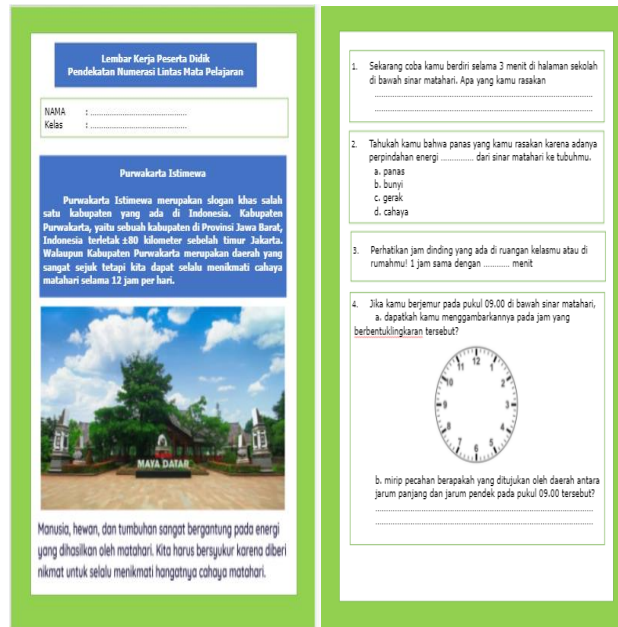 Lembar Kerja Peserta Didik
Pendekatan Numerasi Lintas Mata Pelajaran
NAMA : ........................................
Kelas : ........................................
Purwakarta Istimewa
Purwakarta Istimewa merupakan slogan khas salah
satu kabupaten yang ada di Indonesia. Kabupaten
Purwakarta, yaitu sebuah kabupaten di Provinsi Jawa Barat,
Indonesia terletak ±80 kilometer sebelah timur Jakarta.
Walaupun Kabupaten Purwakarta merupakan daerah yang
sangat sejuk tetapi kita dapat selalu menikmati cahaya
matahari selama 12 jam per hari.
MAYA DATAR
Manusia, hewan, dan tumbuhan sangat bergantung pada energi
yang dihasilkan oleh matahari. Kita harus bersyukur karena diberi
nikmat untuk selalu menikmati hangatnya cahaya matahari.
1. Sekarang coba kamu berdiri selama 3 menit di halaman sekolah
di bawah sinar matahari. Apa yang kamu rasakan
................................................................................
................................................................................
2. Tahukah kamu bahwa panas yang kamu rasakan karena adanya
perpindahan energi .............. dari sinar matahari ke tubuhmu.
a. panas
b. bunyi
c. gerak
d. cahaya
3. Perhatikan jam dinding yang ada di ruangan kelasmu atau di
rumahmu! 1 jam sama dengan ........... menit
4. Jika kamu berjemur pada pukul 09.00 di bawah sinar matahari,
a. dapatkah kamu menggambarkannya pada jam yang
berbentuklingkaran tersebut?
12
1
2
3
4
5
6
7
8
9
10
11
b. mirip pecahan berapakah yang ditujukan oleh daerah antara
jarum panjang dan jarum pendek pada pukul 09.00 tersebut?
................................................................................
................................................................................